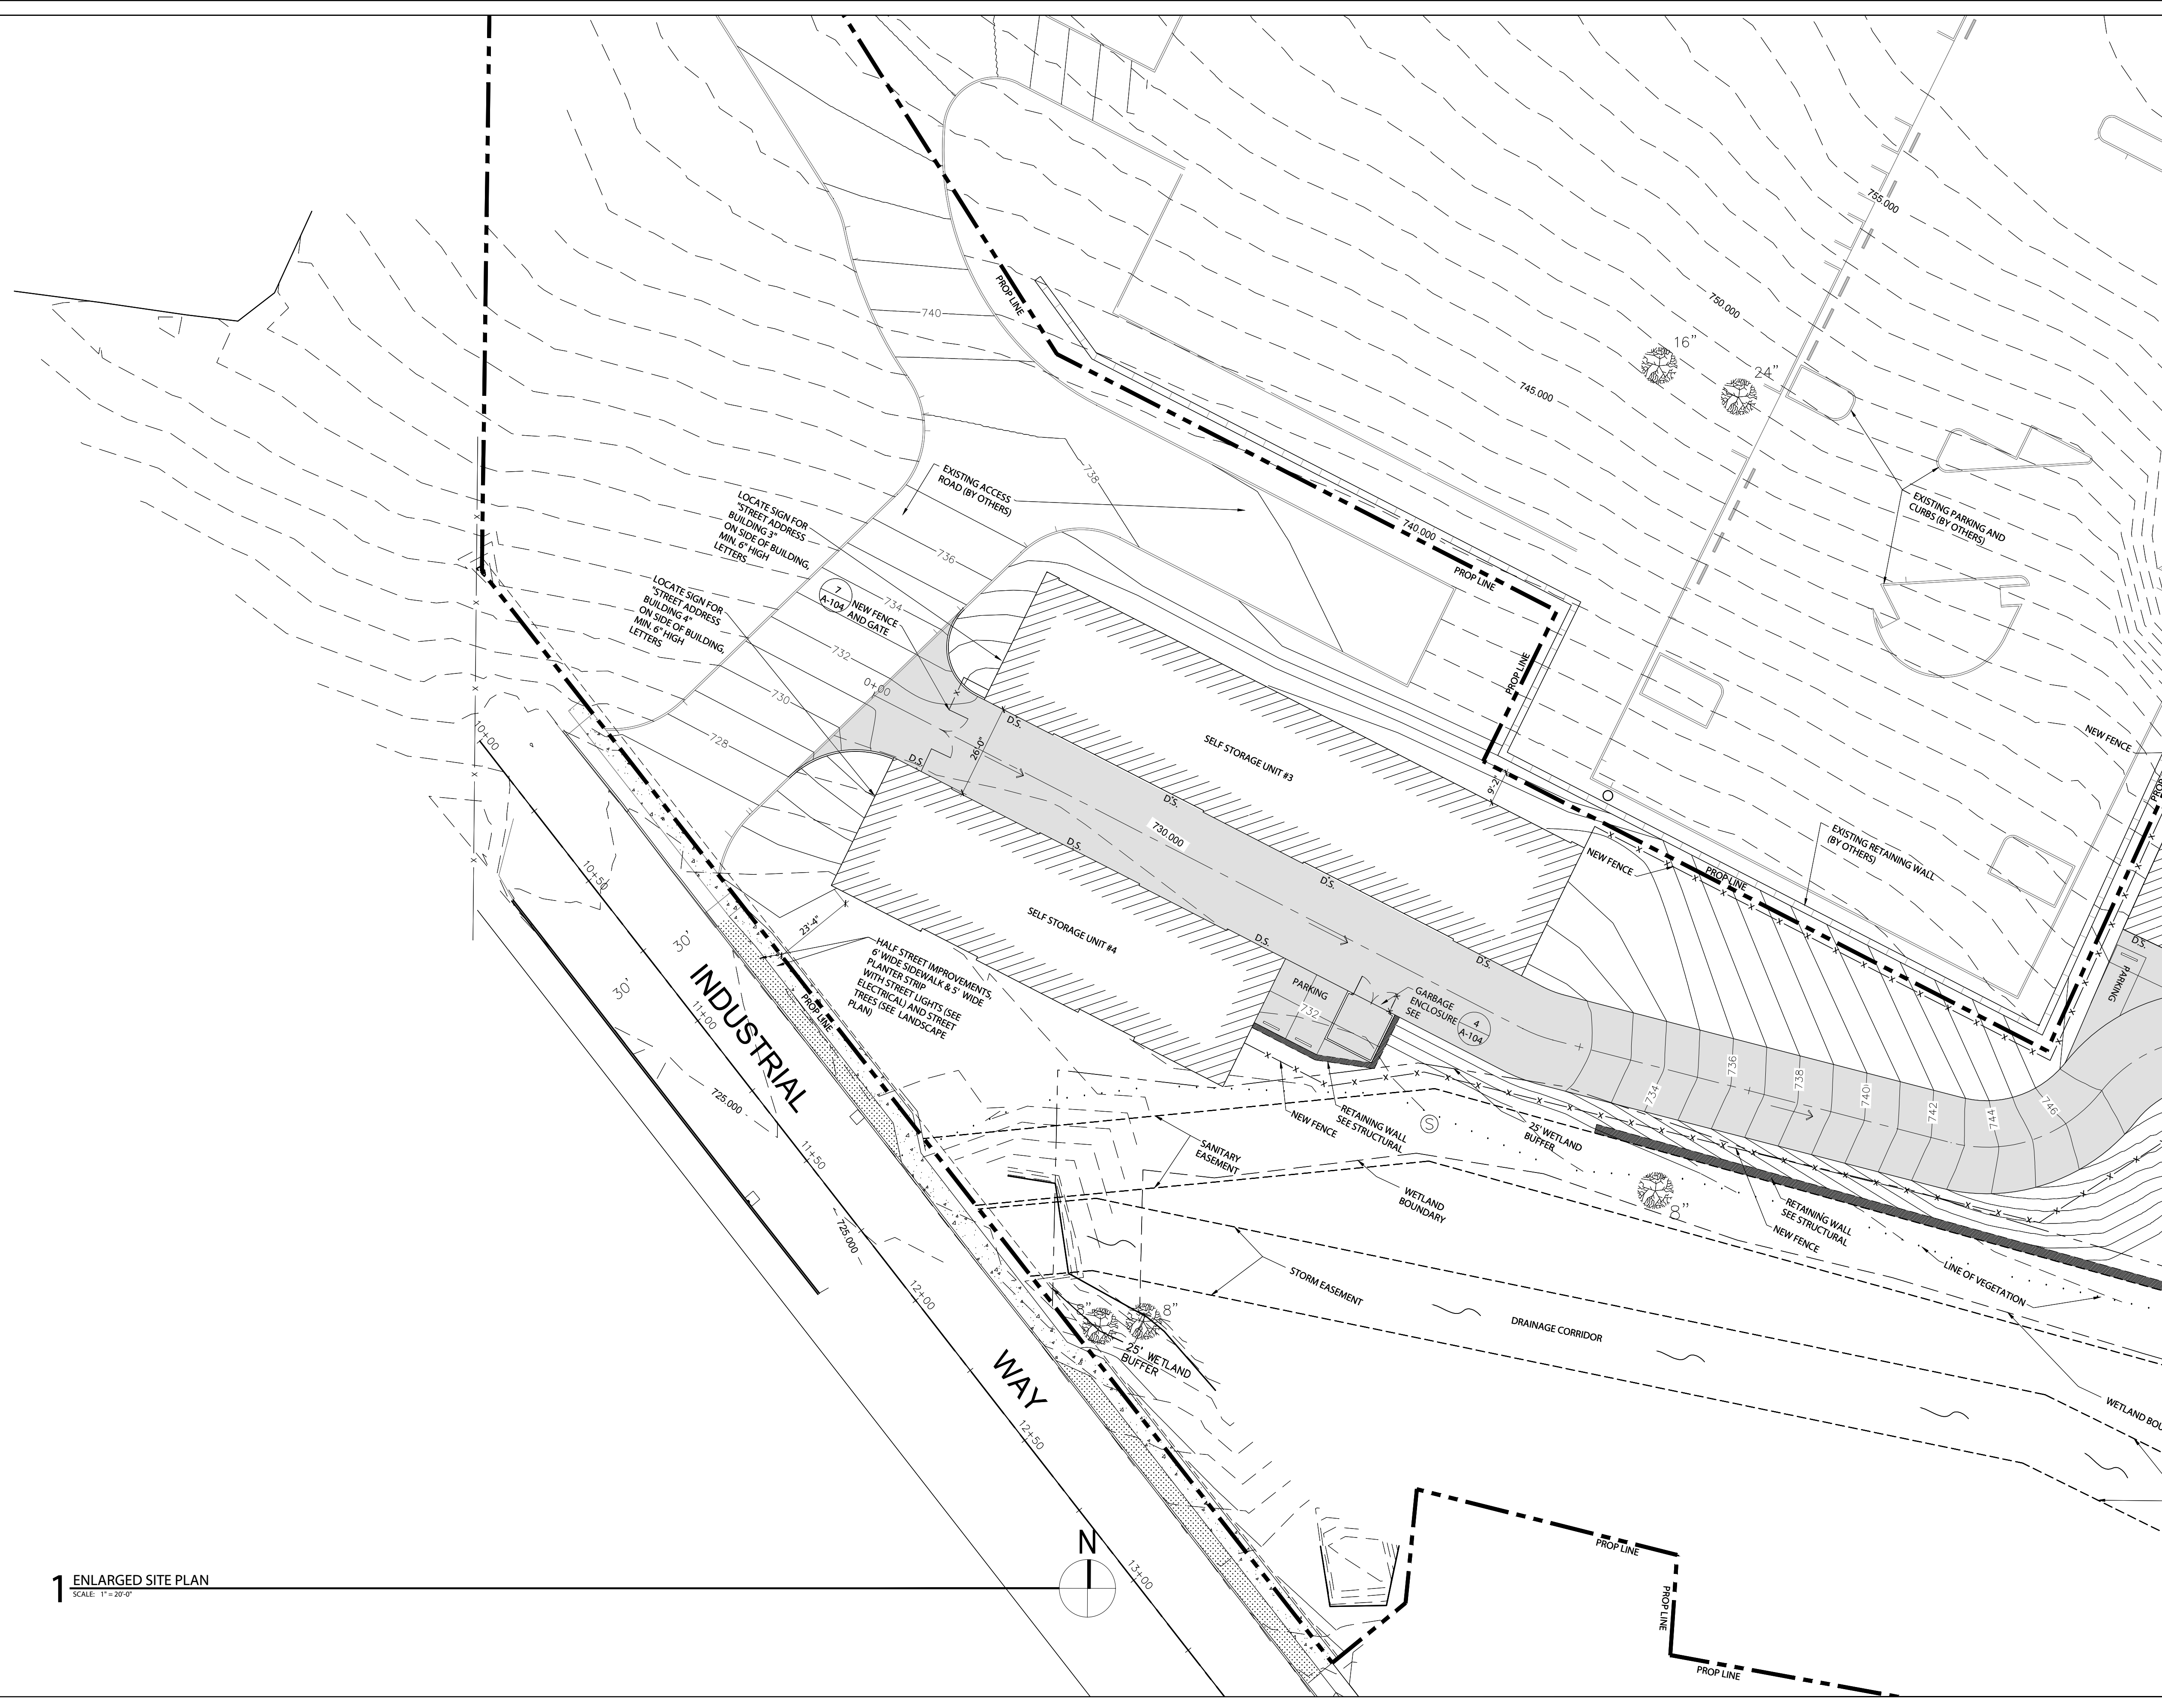 755.000
750.000
16"
24"
745.000
740
PROP LINE
738
EXISTING ACCESS
ROAD (BY OTHERS)
740.000
PROP LINE
EXISTING PARKING AND
CURBS (BY OTHERS)
LOCATE SIGN FOR
"STREET ADDRESS
BUILDING 3"
ON SIDE OF BUILDING,
MIN. 6" HIGH
LETTERS
736
734
7
A-104
NEW FENCE
AND GATE
LOCATE SIGN FOR
"STREET ADDRESS
BUILDING 4"
ON SIDE OF BUILDING,
MIN. 6" HIGH
LETTERS
732
0+00
730
728
PROP LINE
NEW FENCE
10+00
D.S.
D.S.
26'-0"
SELF STORAGE UNIT #3
9'-2"
D.S.
730.000
D.S.
D.S.
NEW FENCE
PROP LINE
EXISTING RETAINING WALL
(BY OTHERS)
10+50
23'-4"
SELF STORAGE UNIT #4
D.S.
D.S.
D.S.
PARKING
HALF STREET IMPROVEMENTS,
6' WIDE SIDEWALK & 5' WIDE
PLANTER STRIP
WITH STREET LIGHTS (SEE
ELECTRICAL) AND STREET
TREES (SEE LANDSCAPE
PLAN)
30'
30'
INDUSTRIAL
11+00
PROP LINE
PARKING
732
GARBAGE
ENCLOSURE
SEE
4
A-104
734
736
738
740
742
744
746
725.000
NEW FENCE
RETAINING WALL
SEE STRUCTURAL
S
25' WETLAND
BUFFER
11+50
SANITARY
EASEMENT
WETLAND
BOUNDARY
8"
RETAINING WALL
SEE STRUCTURAL
NEW FENCE
725.000
STORM EASEMENT
LINE OF VEGETATION
12+00
8"
8"
DRAINAGE CORRIDOR
25' WETLAND
BUFFER
WAY
12+50
WETLAND BOU
PROP LINE
N
13+00
PROP LINE
1
ENLARGED SITE PLAN
SCALE: 1" = 20'-0"
PROP LINE